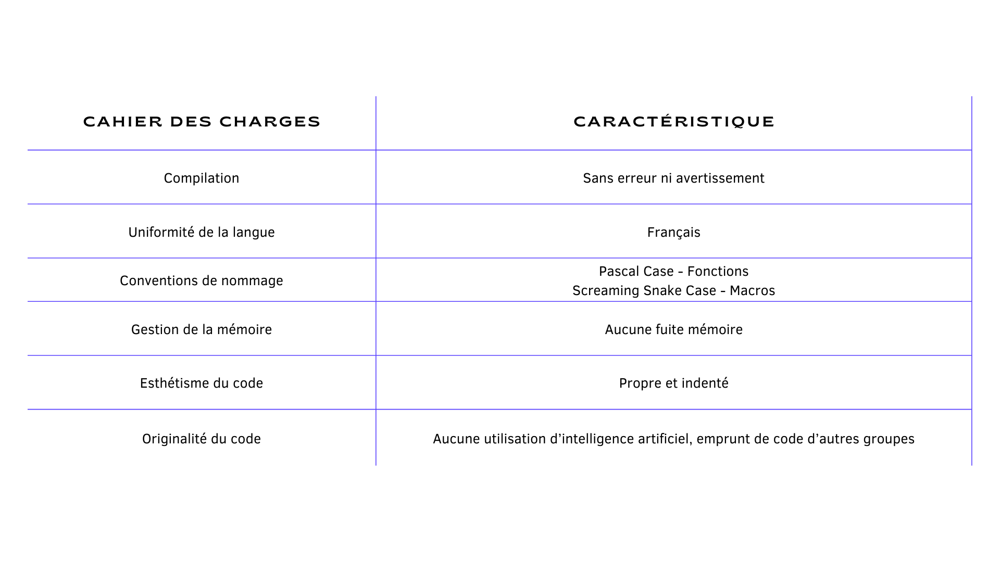 CAHIER DES CHARGES
CARACTÉRISTIQUE
Compilation
Sans erreur ni avertissement
Uniformité de la langue
Français
Conventions de nommage
Pascal Case - Fonctions
Screaming Snake Case - Macros
Gestion de la mémoire
Aucune fuite mémoire
Esthétisme du code
Propre et indenté
Originalité du code
Aucune utilisation d’intelligence artificiel, emprunt de code d’autres groupes